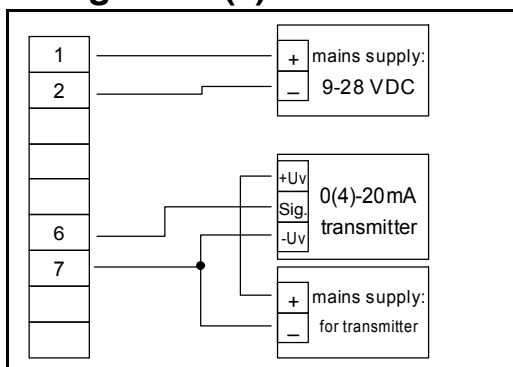 1
2
6
7
+ mains supply:
– 9-28 VDC
+Uv
Sig.
-Uv
0(4)-20mA
transmitter
+ mains supply:
– for transmitter